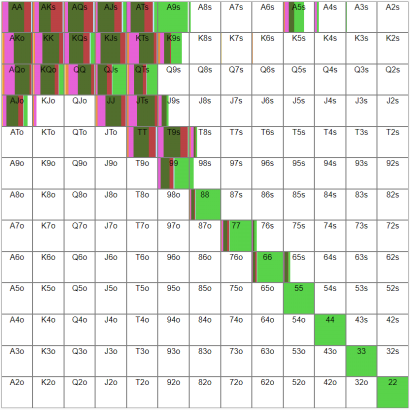 AA AKs AQs AJs ATs A9s A8s A7s A6s A5s A4s A3s A2s
AKo KK KQs KJs KTs K9s K8s K7s K6s K5s K4s K3s K2s
AQo KQo QQ QJs QTs Q9s Q8s Q7s Q6s Q5s Q4s Q3s Q2s
AJo KJo QJo JJ JTs J9s J8s J7s J6s J5s J4s J3s J2s
ATo KTo QTo JTo TT T9s T8s T7s T6s T5s T4s T3s T2s
A9o K9o Q9o J9o T9o 99 98s 97s 96s 95s 94s 93s 92s
A8o K8o Q8o J8o T8o 98o 88 87s 86s 85s 84s 83s 82s
A7o K7o Q7o J7o T7o 97o 87o 77 76s 75s 74s 73s 72s
A6o K6o Q6o J6o T6o 96o 86o 76o 66 65s 64s 63s 62s
A5o K5o Q5o J5o T5o 95o 85o 75o 65o 55 54s 53s 52s
A4o K4o Q4o J4o T4o 94o 84o 74o 64o 54o 44 43s 42s
A3o K3o Q3o J3o T3o 93o 83o 73o 63o 53o 43o 33 32s
A2o K2o Q2o J2o T2o 92o 82o 72o 62o 52o 42o 32o 22